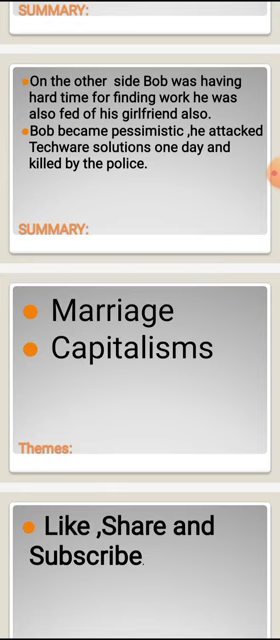 SUMMARY:
On the other side Bob was having
hard time for finding work he was
also fed of his girlfriend also.
Bob became pessimistic ,he attacked
Techware solutions one day and
killed by the police.
SUMMARY:
Marriage
Capitalisms
Themes:
Like ,Share and
Subscribe.